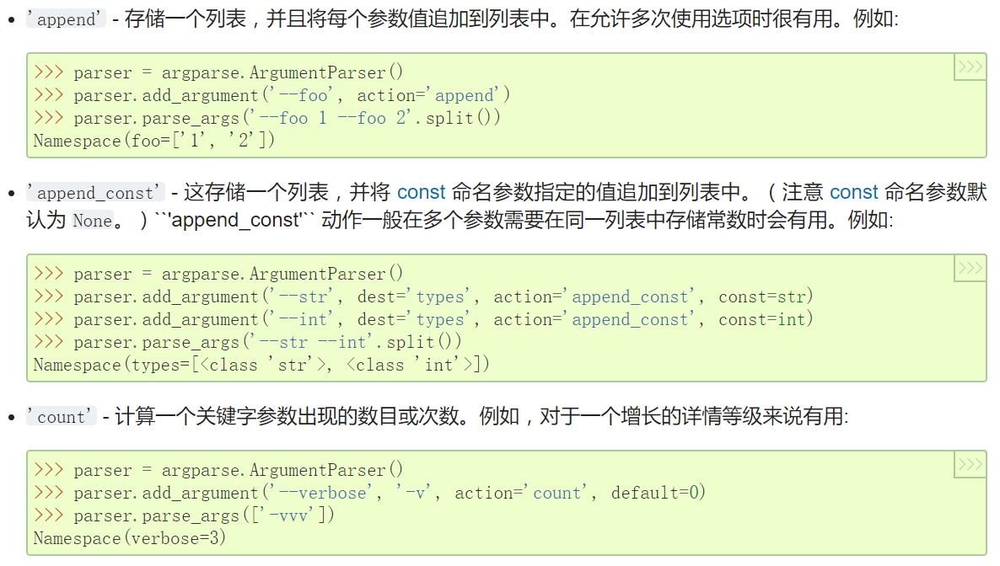 'append' - 存储一个列表，并且将每个参数值追加到列表中。在允许多次使用选项时很有用。例如:
>>>
>>> parser = argparse.ArgumentParser()
>>> parser.add_argument('--foo', action='append')
>>> parser.parse_args('--foo 1 --foo 2'.split())
Namespace(foo=['1', '2'])
'append_const' - 这存储一个列表，并将 const 命名参数指定的值追加到列表中。（注意 const 命名参数默
认为 None。）``'append_const'`` 动作一般在多个参数需要在同一列表中存储常数时会有用。例如:
>>>
>>> parser = argparse.ArgumentParser()
>>> parser.add_argument('--str', dest='types', action='append_const', const=str)
>>> parser.add_argument('--int', dest='types', action='append_const', const=int)
>>> parser.parse_args('--str --int'.split())
Namespace(types=[<class 'str'>, <class 'int'>])
'count' - 计算一个关键字参数出现的数目或次数。例如，对于一个增长的详情等级来说有用:
>>>
>>> parser = argparse.ArgumentParser()
>>> parser.add_argument('--verbose', '-v', action='count', default=0)
>>> parser.parse_args(['-vvv'])
Namespace(verbose=3)